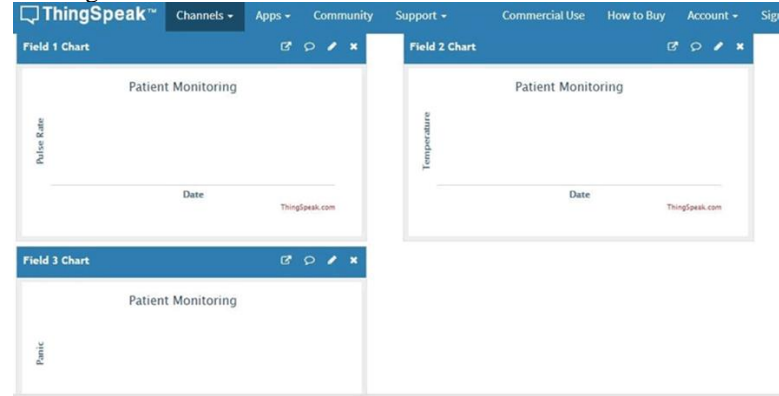 ThingSpeak™ Channels Apps Community Support Commercial Use How to Buy Account
Field 1 Chart
Patient Monitoring
Pulse Rate
Date
ThingSpeak.com
Field 2 Chart
Patient Monitoring
Temperature
Date
ThingSpeak.com
Field 3 Chart
Patient Monitoring
Panic